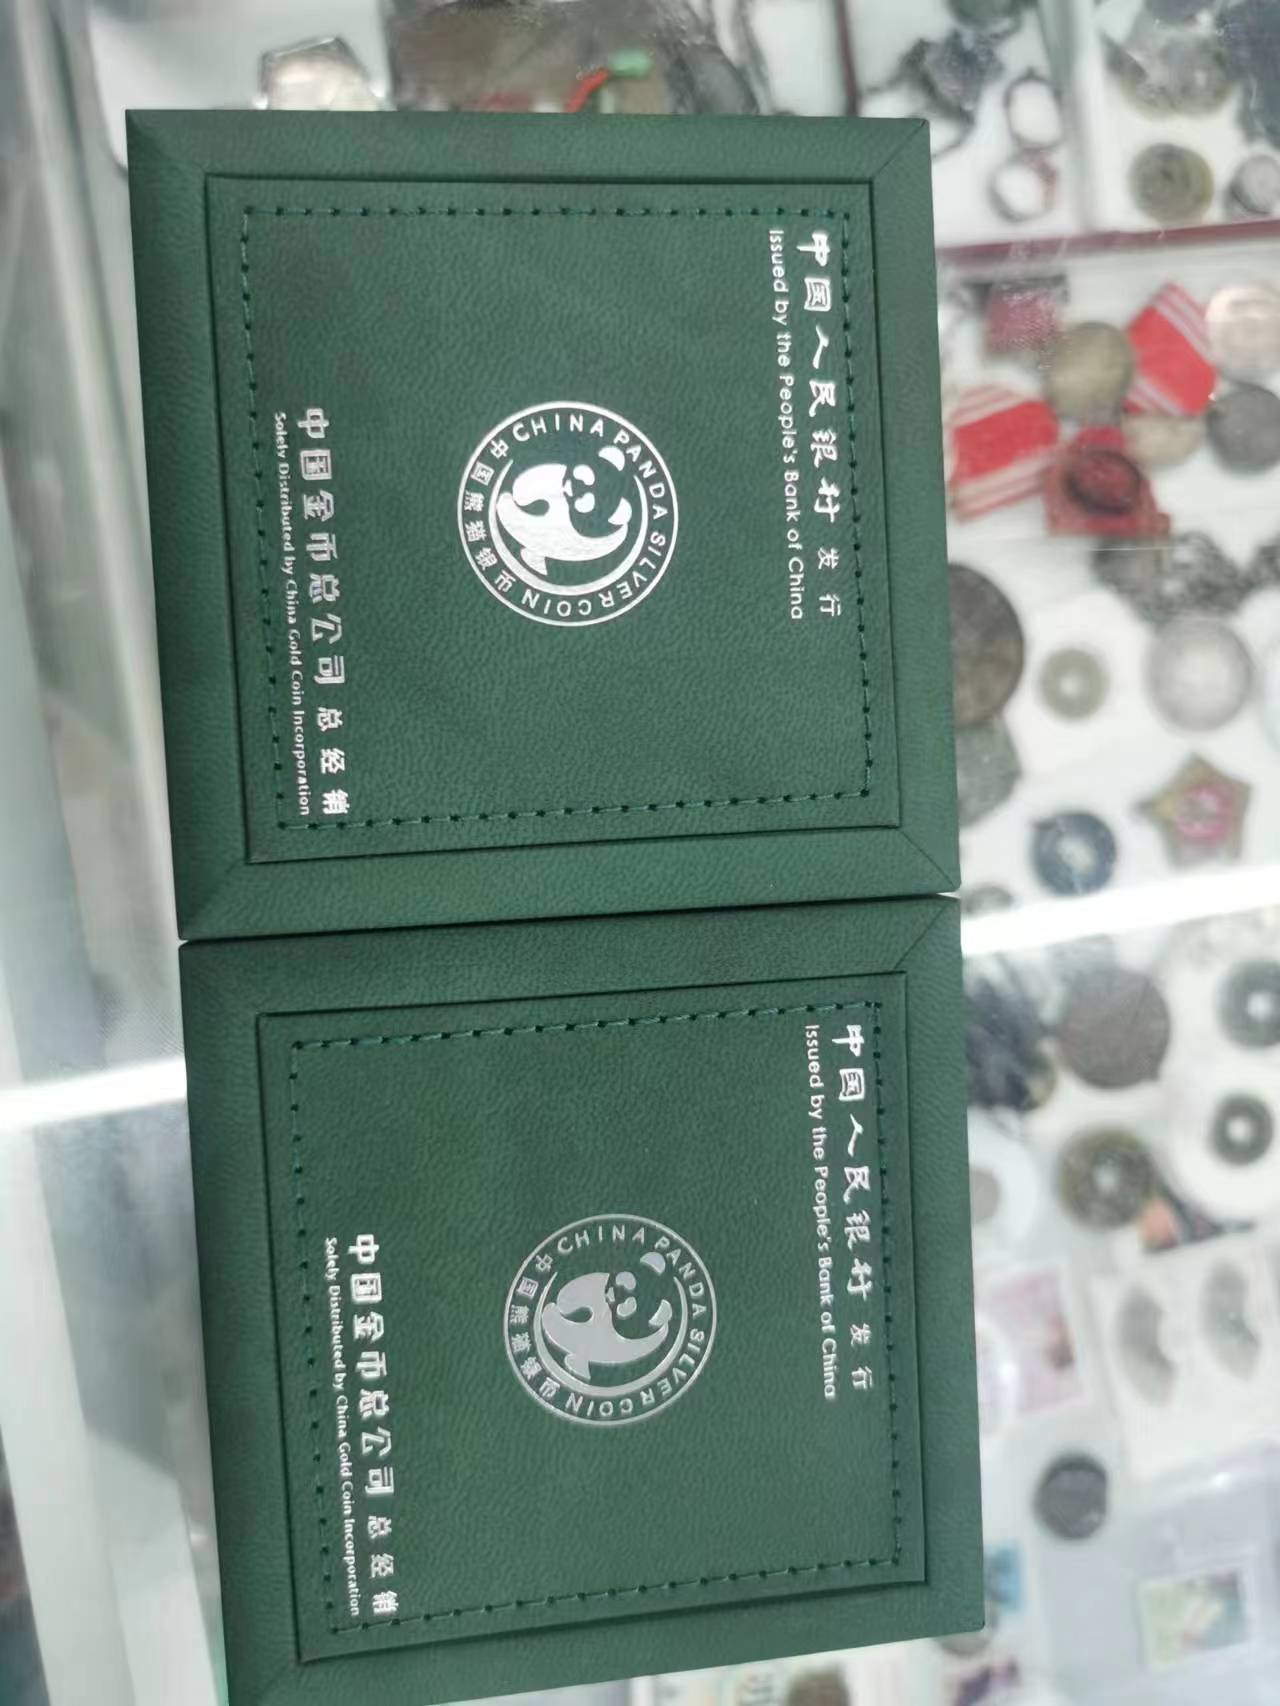 中国人民银行 发行
Issued by the People's Bank of China
CHINA PANDA SILVER COIN
中国熊猫银币
中国金币总公司 总经销
Solely Distributed by China Gold Coin Incorporation
中国人民银行 发行
Issued by the People's Bank of China
CHINA PANDA SILVER COIN
中国熊猫银币
中国金币总公司 总经销
Solely Distributed by China Gold Coin Incorporation